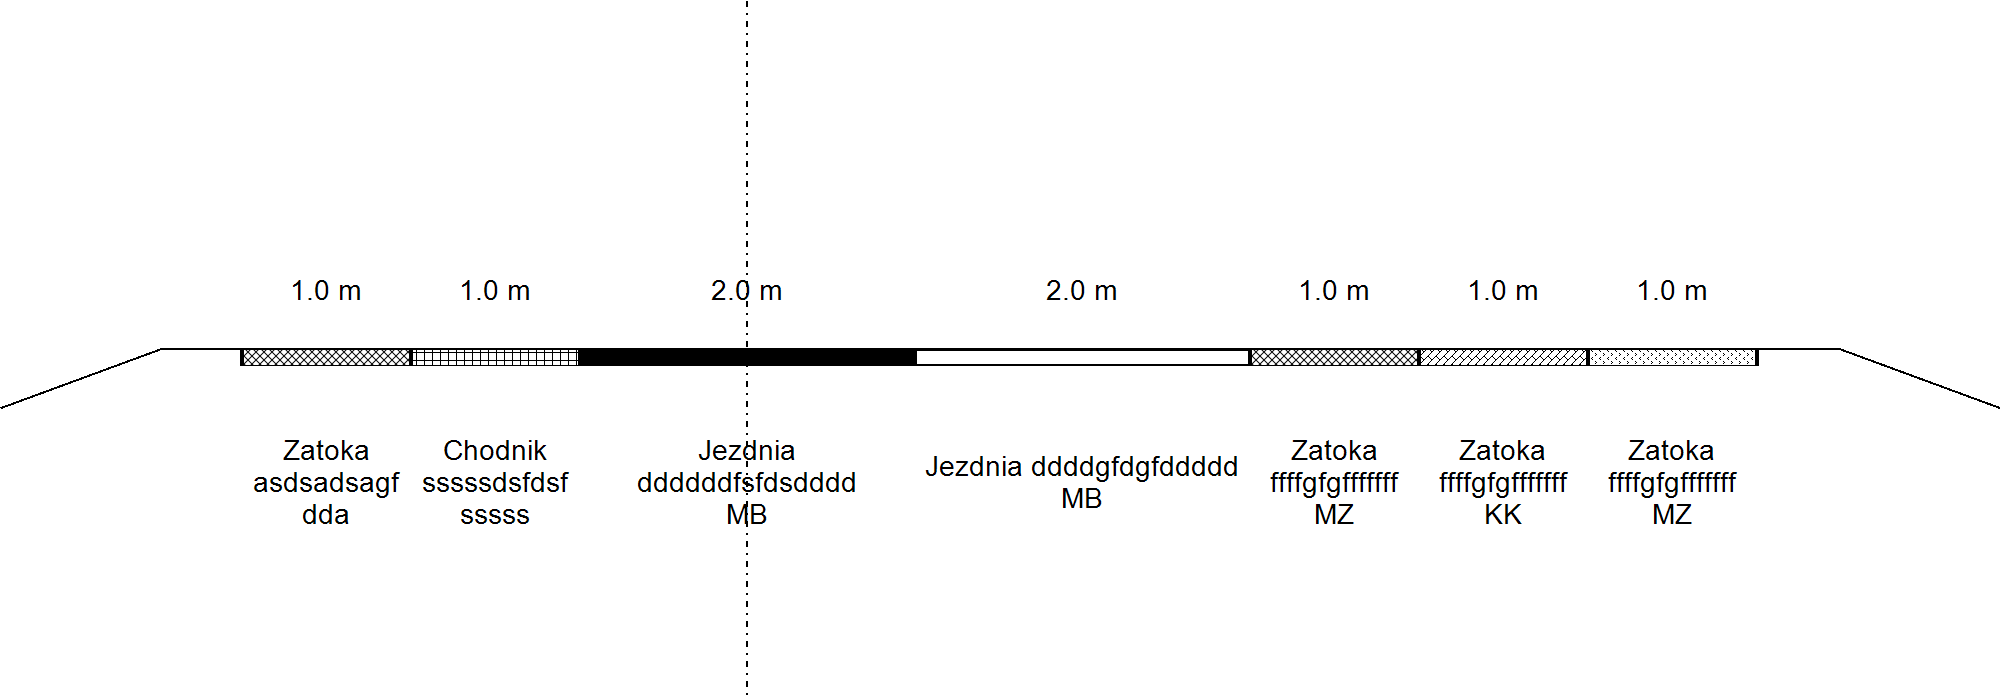 1.0 m 1.0 m 2.0 m 2.0 m 1.0 m 1.0 m 1.0 m
Zatoka
asdsadsagf
dda
Chodnik
sssssdsfdsf
sssss
Jezdnia
ddddddfsfdsdddd
MB
Jezdnia ddddgfdgfddddd
MB
Zatoka
ffffgfgfffffff
MZ
Zatoka
ffffgfgfffffff
KK
Zatoka
ffffgfgfffffff
MZ